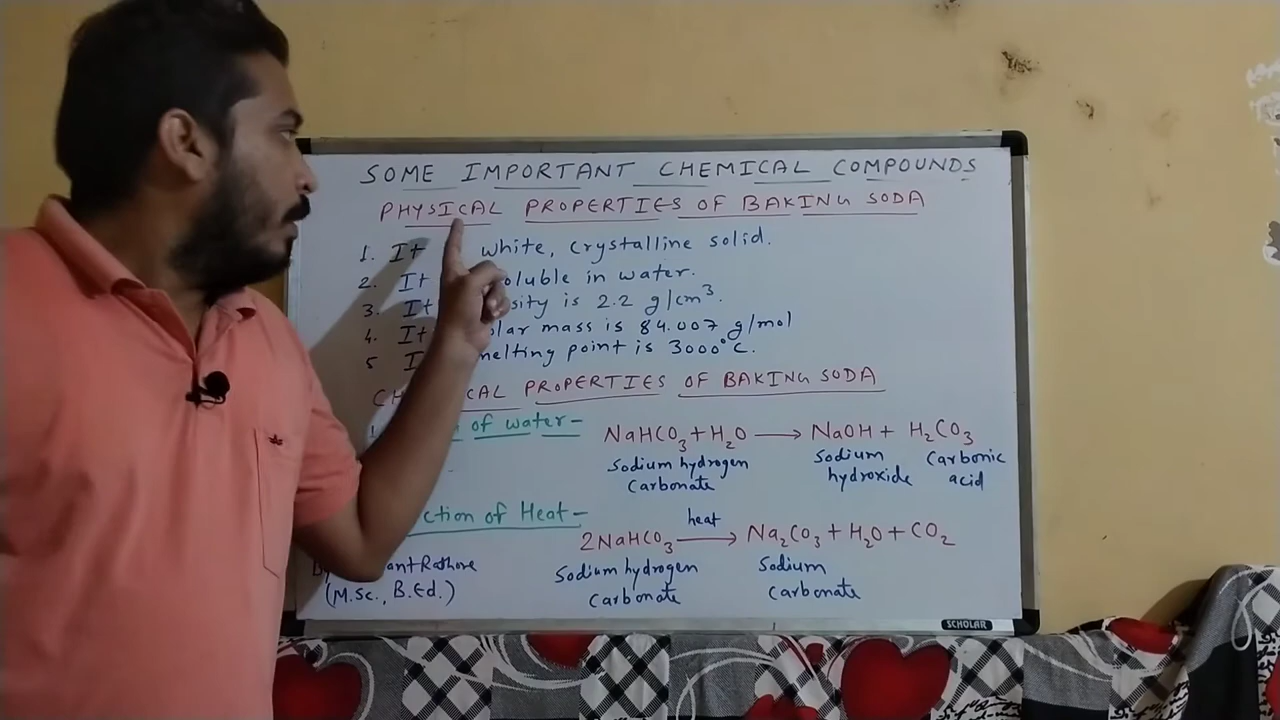 SOME IMPORTANT CHEMICAL COMPOUNDS
PHYSICAL PROPERTIES OF BAKING SODA
1. It white, crystalline solid.
2. It soluble in water.
3. It sity is 2.2 g/cm³.
4. It lar mass is 84.007 g/mol
5 I melting point is 3000°C.
CH CAL PROPERTIES OF BAKING SODA
1 of water-
NaHCO₃ + H₂O ⟶ NaOH + H₂CO₃
Sodium hydrogen Carbonate
Sodium hydroxide
Carbonic acid
ction of Heat-
heat
2NaHCO₃ ⟶ Na₂CO₃ + H₂O + CO₂
Sodium hydrogen Carbonate
Sodium Carbonate
By ant Rathore
(M.Sc., B.Ed.)
SCHOLAR